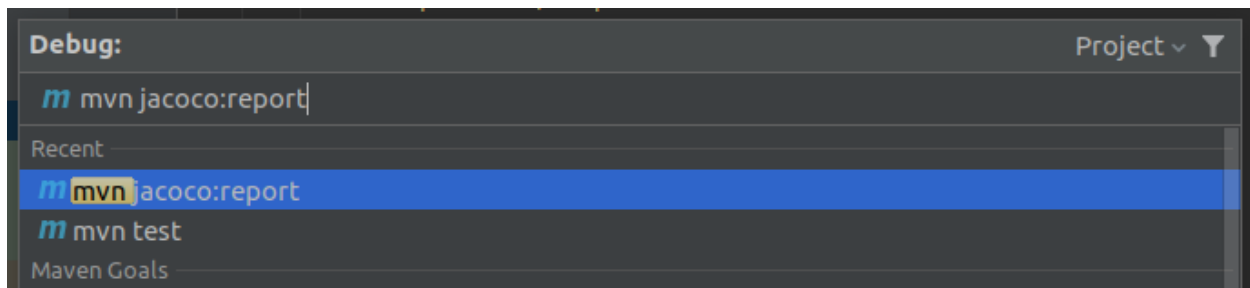 Debug:
Project
m mvn jacoco:report
Recent
m mvn jacoco:report
m mvn test
Maven Goals